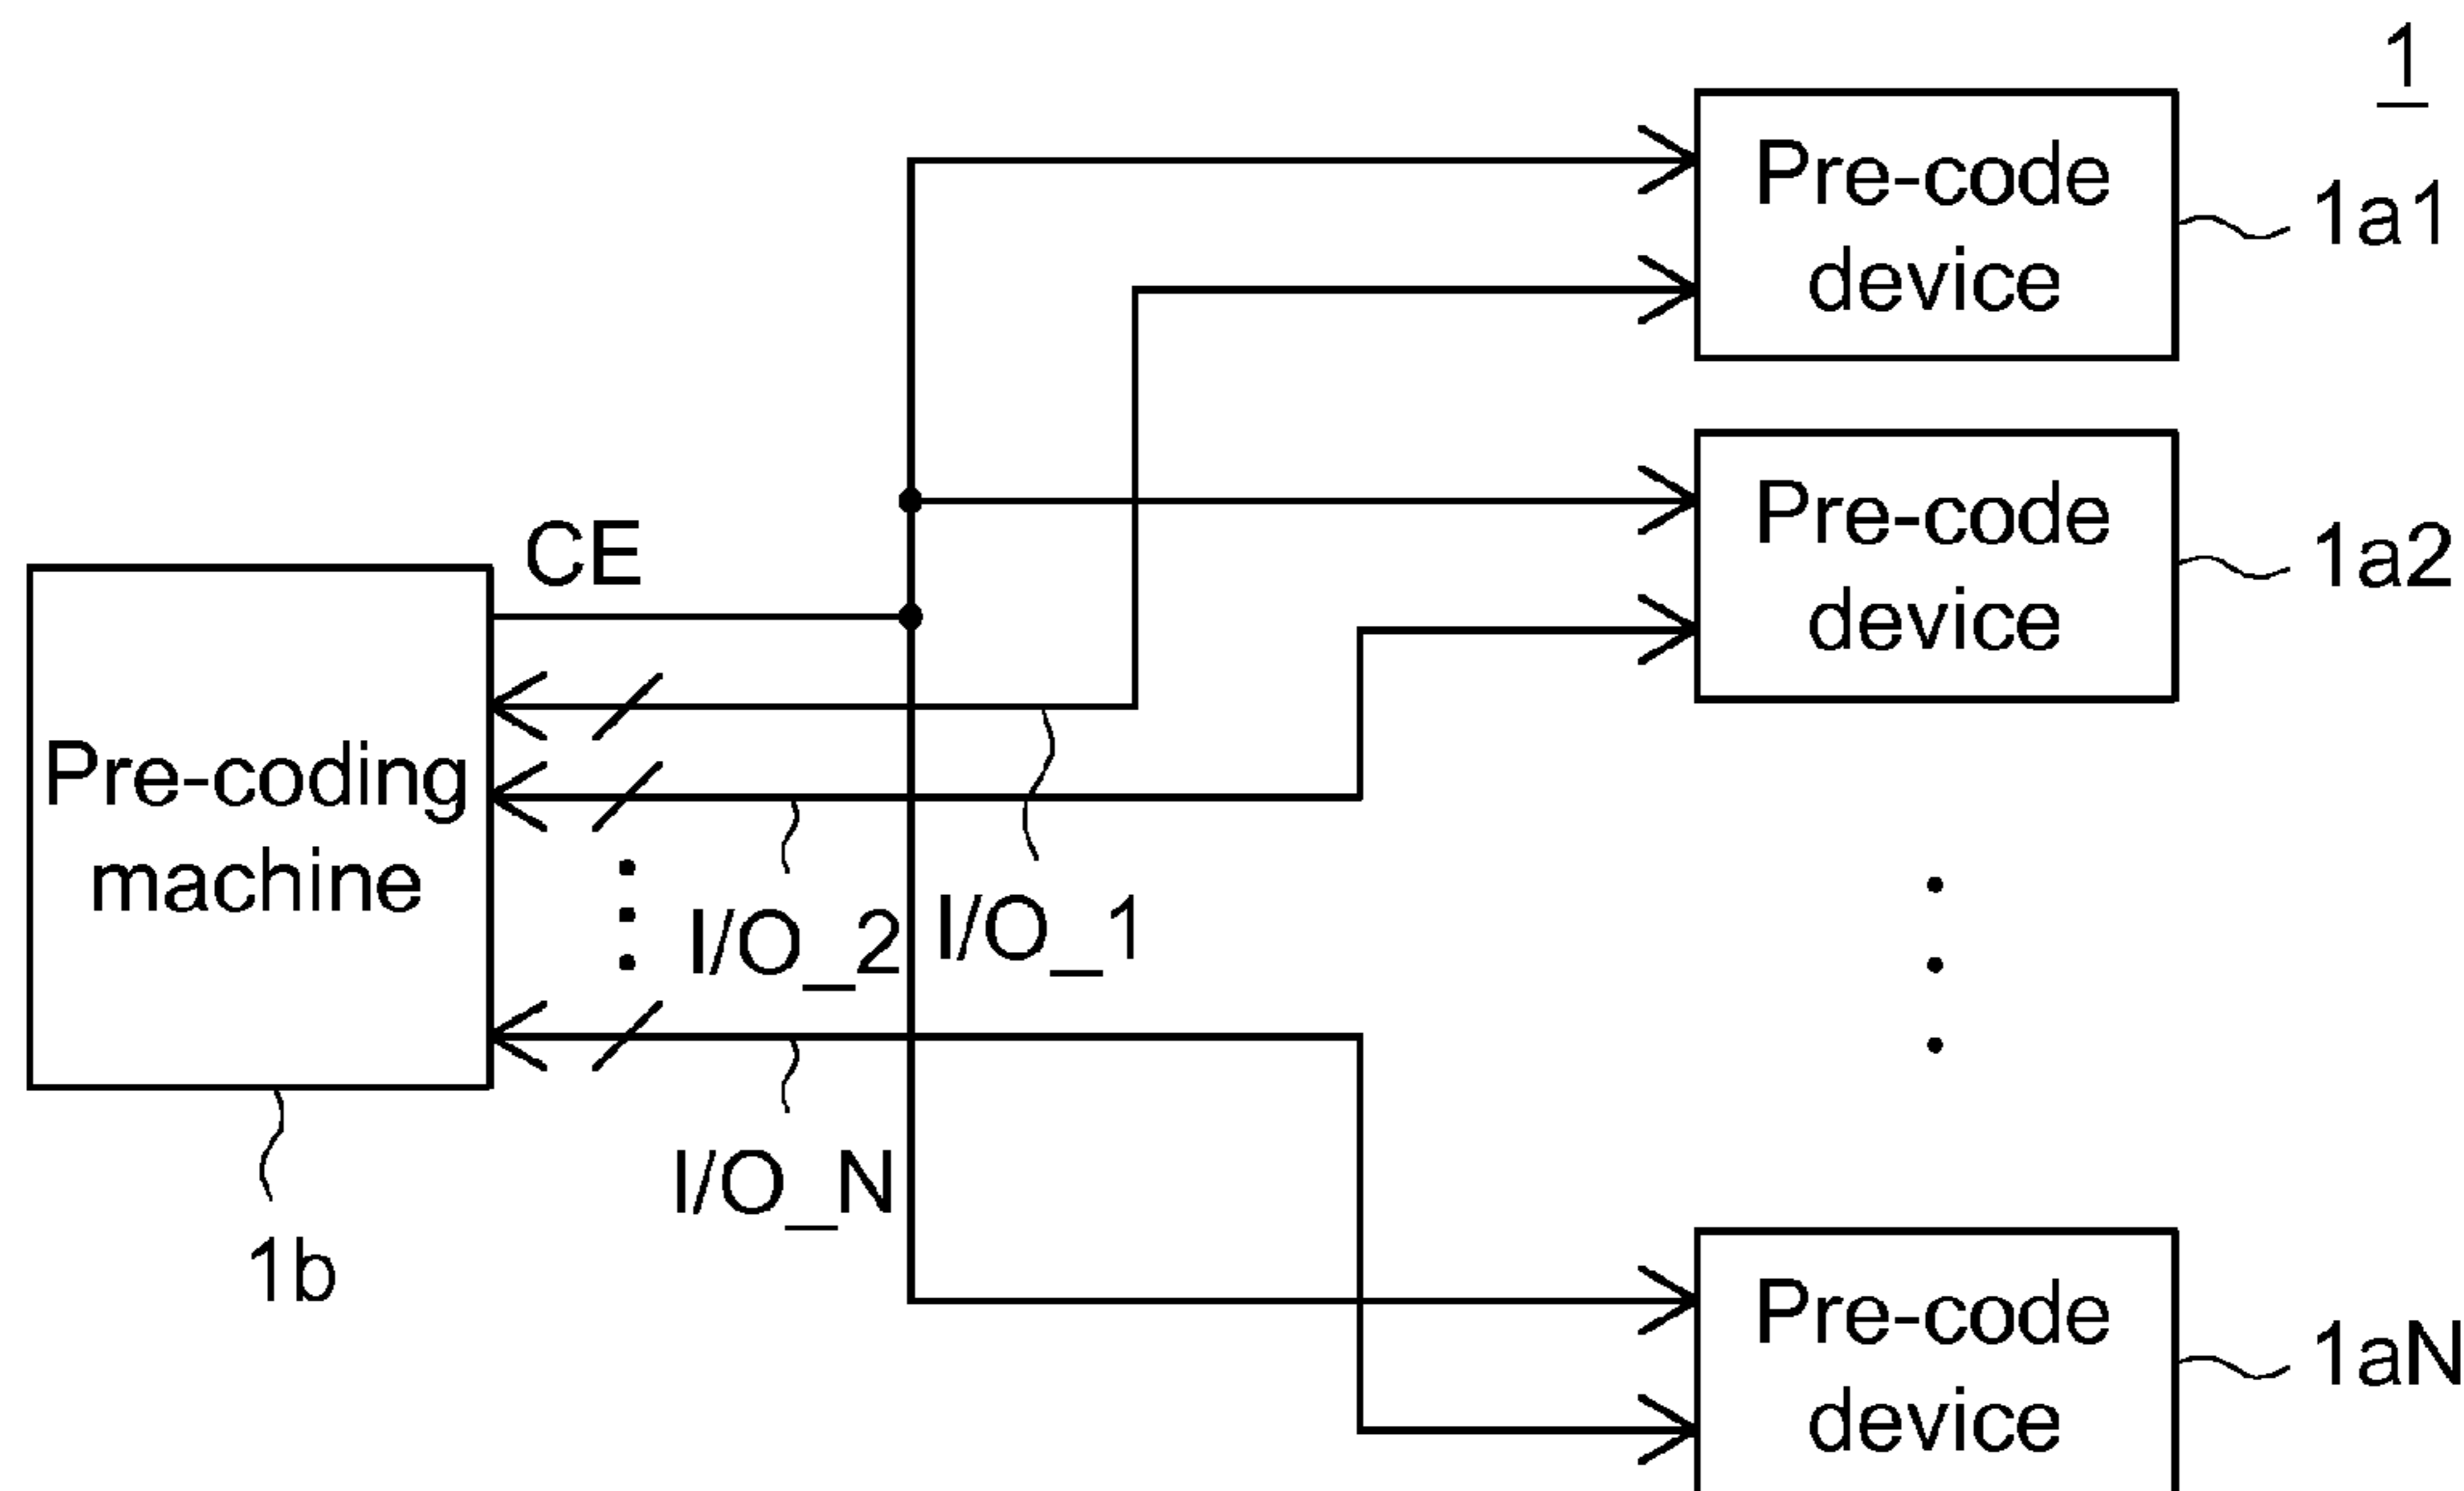 1
Pre-code
device
1a1
Pre-code
device
1a2
CE
Pre-coding
machine
I/O_2
I/O_1
I/O_N
1b
Pre-code
device
1aN